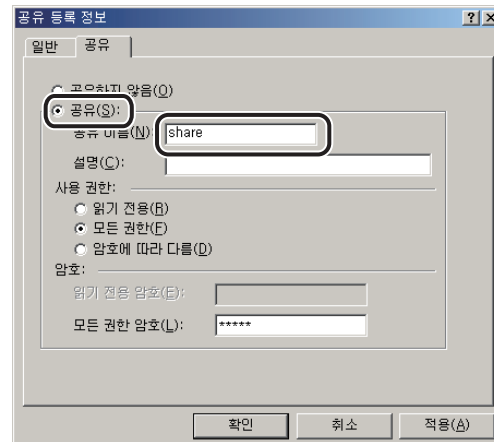 공유 등록 정보
일반 공유
공유하지 않음(O)
공유(S):
공유 이름(N): share
설명(C):
사용 권한:
읽기 전용(R)
모든 권한(F)
암호에 따라 다름(D)
암호:
읽기 전용 암호(E):
모든 권한 암호(L): *****
확인 취소 적용(A)